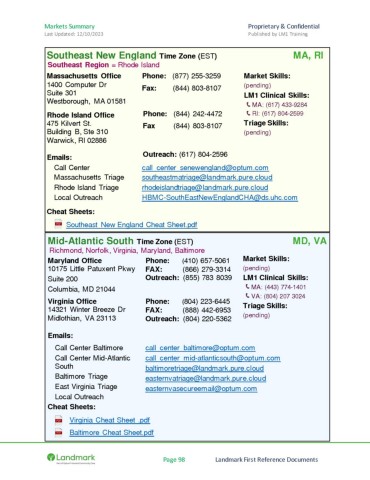 Markets Summary Proprietary & Confidential
Last Updated: 12/10/2023 Published by LM1 Training
Southeast New England Time Zone (EST) MA, RI
Southeast Region = Rhode Island
Massachusetts Office Phone: (877) 255-3259 Market Skills:
1400 Computer Dr Fax: (844) 803-8107 (pending)
Suite 301 LM1 Clinical Skills:
Westborough, MA 01581 MA: (617) 433-9284
Rhode Island Office Phone: (844) 242-4472 RI: (617) 804-2599
475 Kilvert St. Fax (844) 803-8107 Triage Skills:
Building B, Ste 310 (pending)
Warwick, RI 02886
Outreach: (617) 804-2596
Emails:
Call Center call_center_senewengland@optum.com
Massachusetts Triage southeastmatriage@landmark.pure.cloud
Rhode Island Triage rhodeislandtriage@landmark.pure.cloud
Local Outreach HBMC-SouthEastNewEnglandCHA@ds.uhc.com
Cheat Sheets:
Southeast New England Cheat Sheet.pdf
Mid-Atlantic South Time Zone (EST) MD, VA
Richmond, Norfolk, Virginia, Maryland, Baltimore
Maryland Office Phone: (410) 657-5061 Market Skills:
10175 Little Patuxent Pkwy FAX: (866) 279-3314 (pending)
Suite 200 Outreach: (855) 783 8039 LM1 Clinical Skills:
Columbia, MD 21044 MA: (443) 774-1401
Virginia Office Phone: (804) 223-6445 VA: (804) 207 3024
14321 Winter Breeze Dr FAX: (888) 442-6953 Triage Skills:
Midlothian, VA 23113 Outreach: (804) 220-5362 (pending)
Emails:
Call Center Baltimore call_center_baltimore@optum.com
Call Center Mid-Atlantic South call_center_mid-atlanticsouth@optum.com
Baltimore Triage baltimoretriage@landmark.pure.cloud
East Virginia Triage easternvatriage@landmark.pure.cloud
Local Outreach easternvasecureemail@optum.com
Cheat Sheets:
Virginia Cheat Sheet .pdf
Baltimore Cheat Sheet.pdf
Landmark Page 98 Landmark First Reference Documents